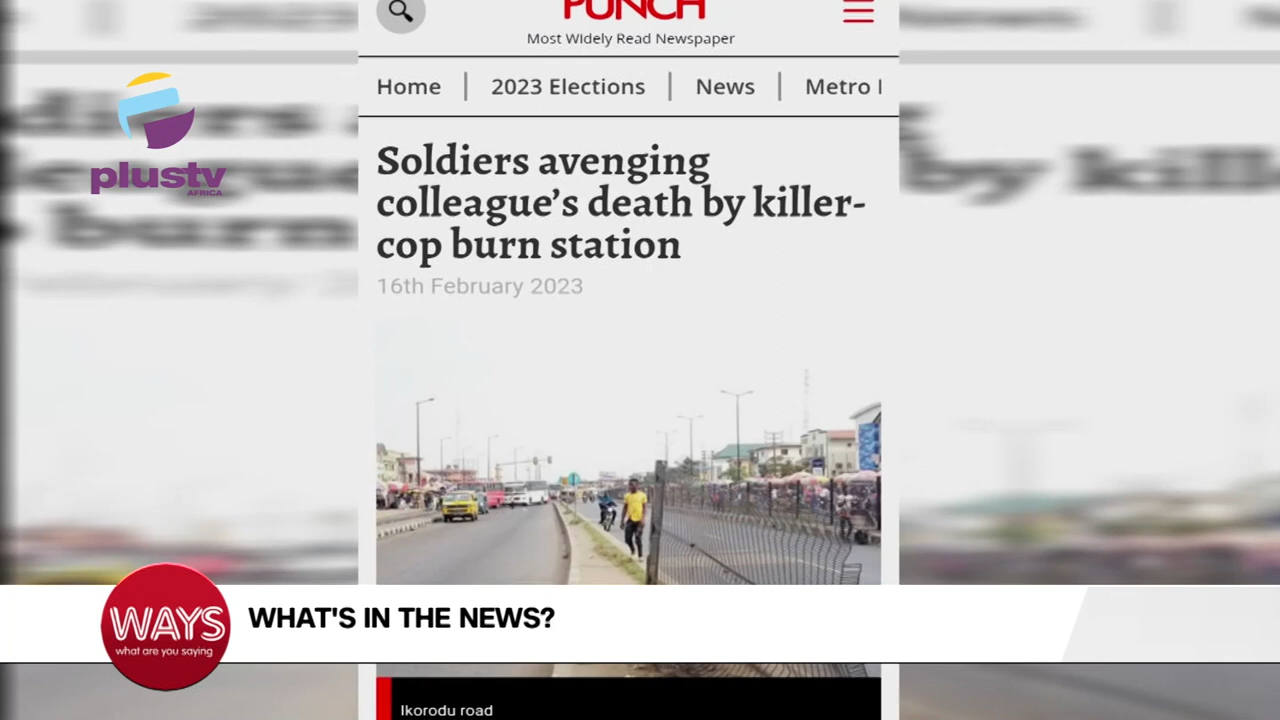 PUNCH
Most Widely Read Newspaper
Home
2023 Elections
News
Metro
plustv
AFRICA
Soldiers avenging
colleague's death by killer-
cop burn station
16th February 2023
WAYS
what are you saying
WHAT'S IN THE NEWS?
Ikorodu road